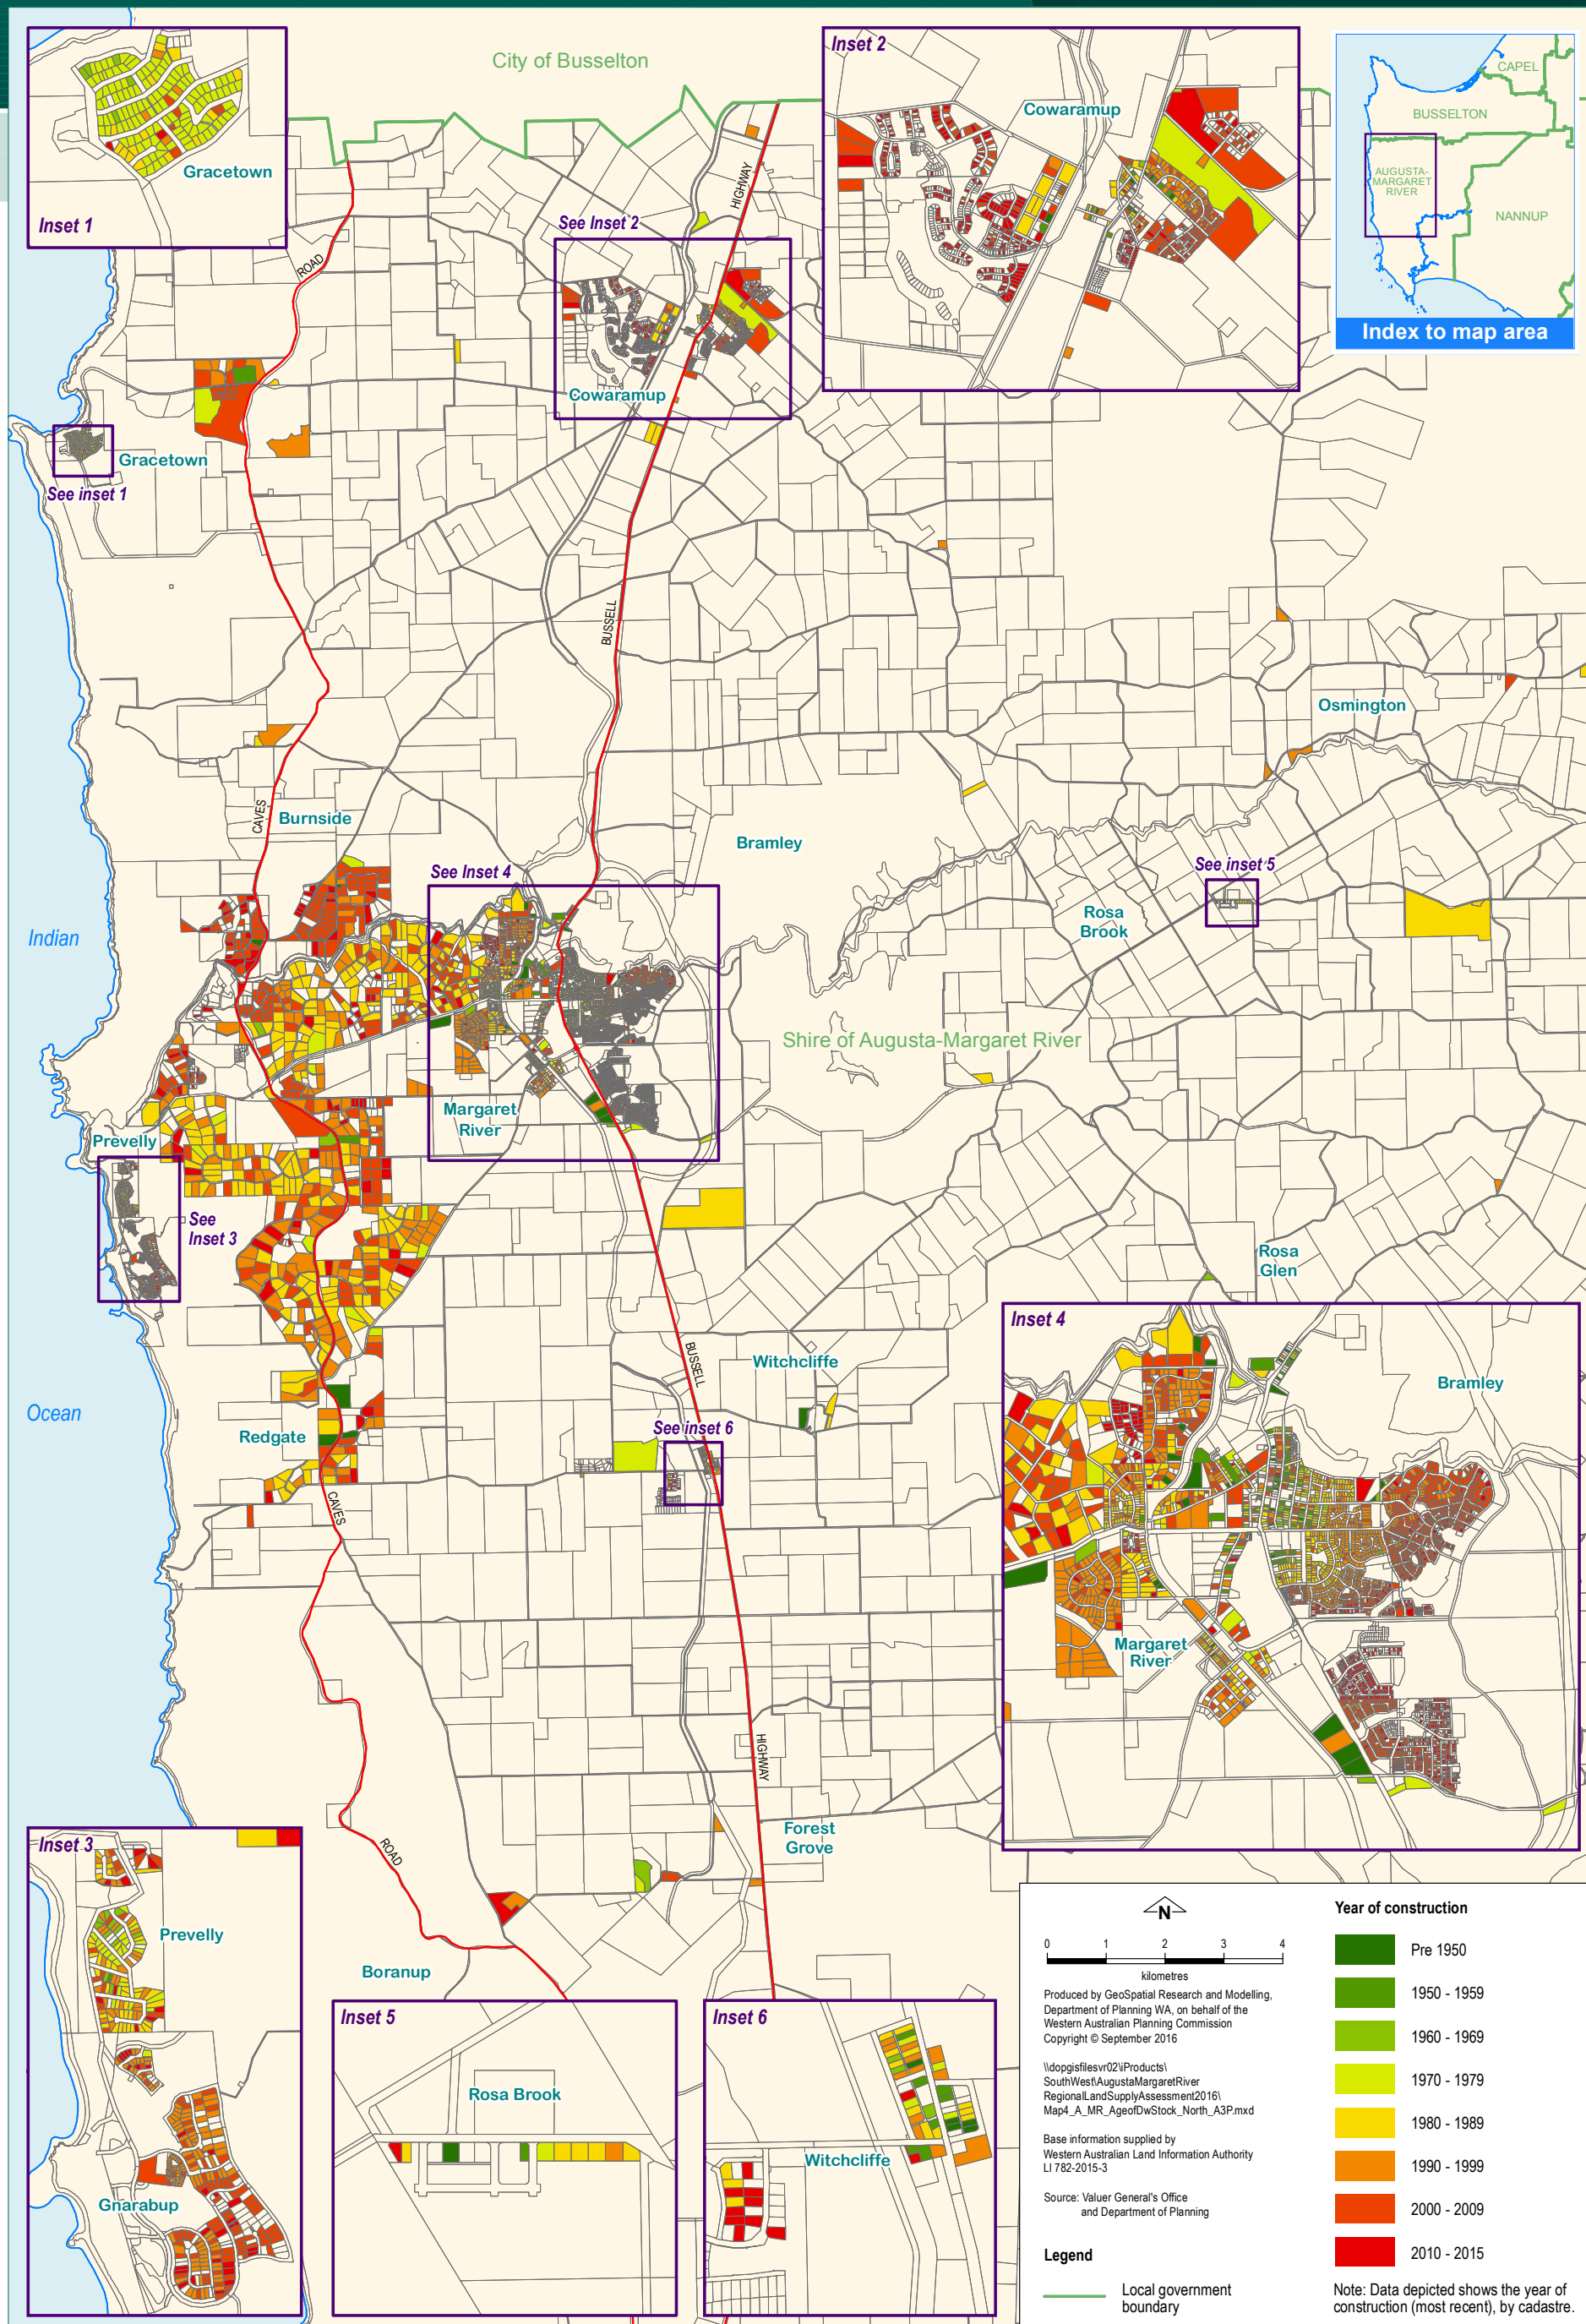 City of Busselton
Inset 1
Gracetown
Inset 2
Cowaramup
CAPEL
BUSSELTON
AUGUSTA-
MARGARET
RIVER
NANNUP
Index to map area
HIGHWAY
See Inset 2
ROAD
Cowaramup
Gracetown
See inset 1
BUSSELL
Osmington
CAVES
Burnside
Bramley
See Inset 4
See inset 5
Rosa
Brook
Indian
Shire of Augusta-Margaret River
Margaret
River
Prevelly
See
Inset 3
Rosa
Glen
BUSSELL
Witchcliffe
Inset 4
Bramley
Margaret
River
Ocean
Redgate
See inset 6
CAVES
HIGHWAY
Forest
Grove
ROAD
Inset 3
Prevelly
Gnarabup
Boranup
Inset 5
Rosa Brook
Inset 6
Witchcliffe
N
0 1 2 3 4
kilometres
Produced by GeoSpatial Research and Modelling,
Department of Planning WA, on behalf of the
Western Australian Planning Commission
Copyright © September 2016
\\dopgisfilesvr02\iProducts\
SouthWest\AugustaMargaretRiver
RegionalLandSupplyAssessment2016\
Map4_A_MR_AgeofDwStock_North_A3P.mxd
Base information supplied by
Western Australian Land Information Authority
LI 782-2015-3
Source: Valuer General's Office
and Department of Planning
Legend
Local government
boundary
Year of construction
Pre 1950
1950 - 1959
1960 - 1969
1970 - 1979
1980 - 1989
1990 - 1999
2000 - 2009
2010 - 2015
Note: Data depicted shows the year of
construction (most recent), by cadastre.